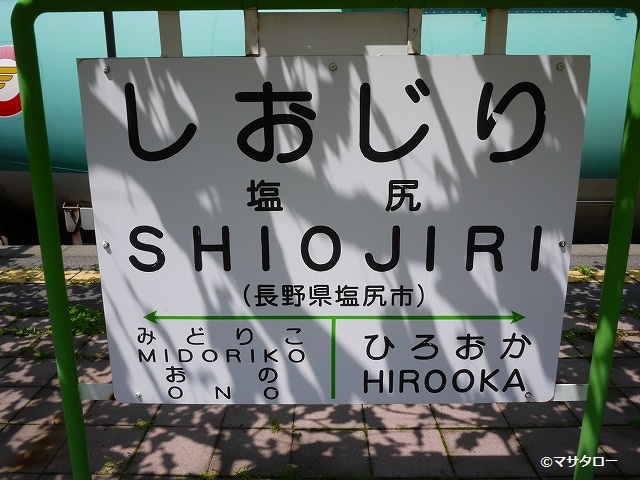 しおじり
塩尻
SHIOJIRI
(長野県塩尻市)
みどりこ
MIDORIKO
おの
ONO
ひろおか
HIROOKA
©マサタロー